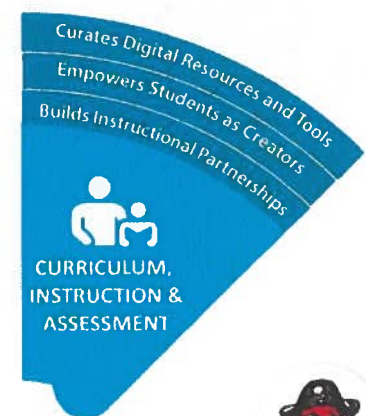 Curates Digital Resources and Tools
Empowers Students as Creators
Builds Instructional Partnerships
CURRICULUM,
INSTRUCTION &
ASSESSMENT